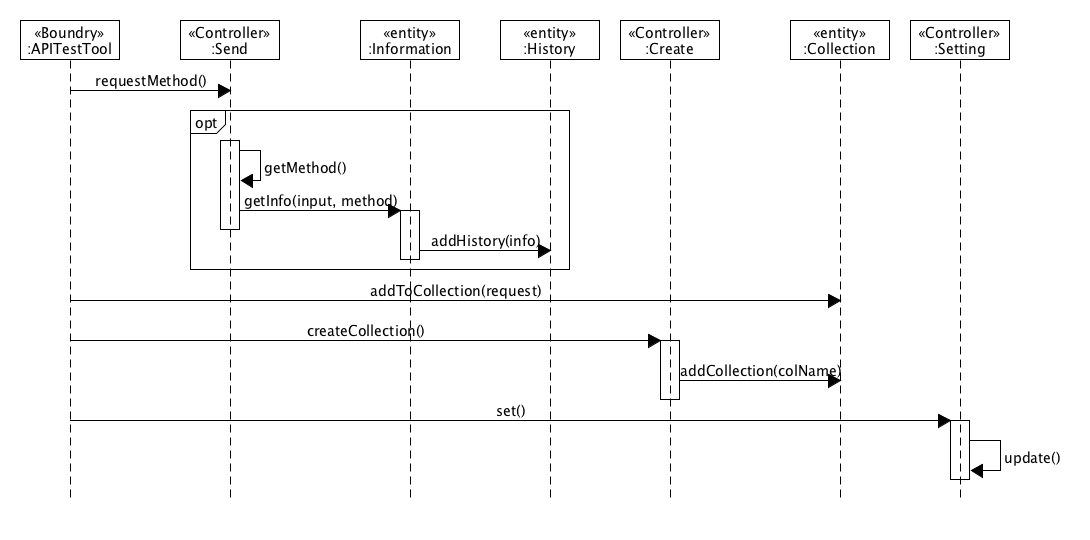 «Boundry»
:APITestTool
«Controller»
:Send
«entity»
:Information
«entity»
:History
«Controller»
:Create
«entity»
:Collection
«Controller»
:Setting
requestMethod()
opt
getMethod()
getInfo(input, method)
addHistory(info)
addToCollection(request)
createCollection()
addCollection(colName)
set()
update()